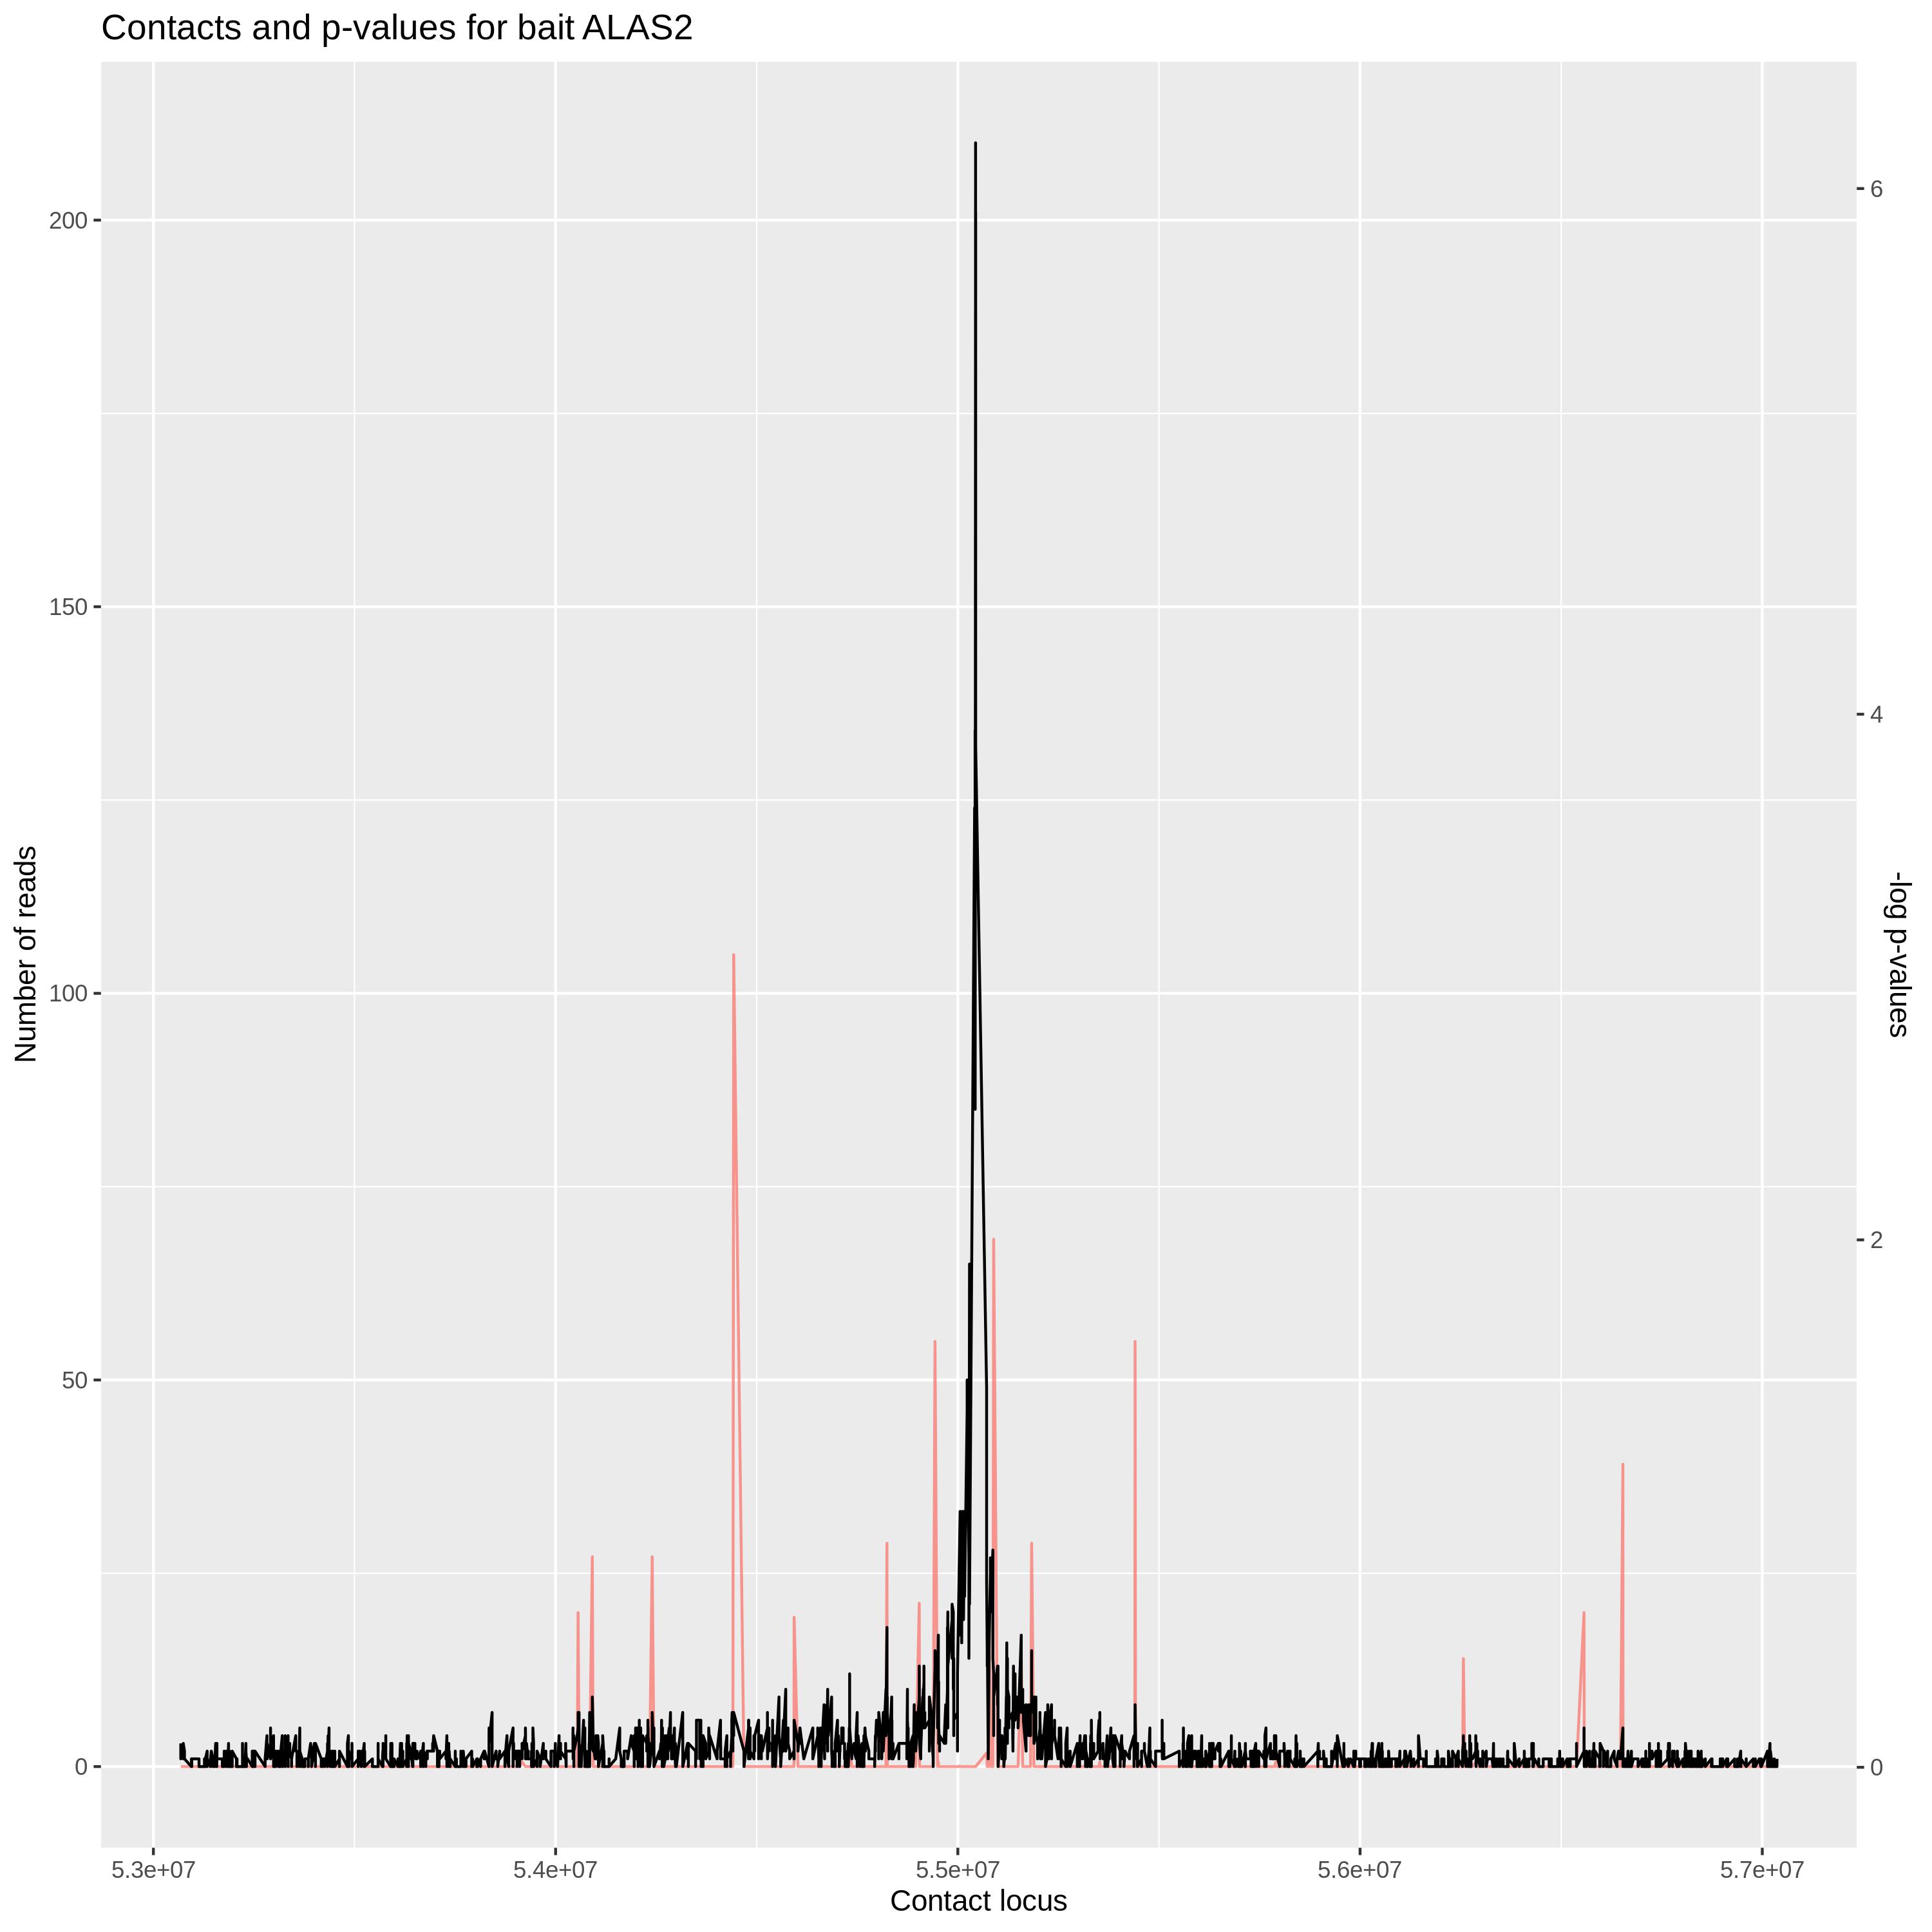 Contacts and p-values for bait ALAS2
Number of reads
200
150
100
50
0
6
4
2
0
-log p-values
5.3e+07 5.4e+07 5.5e+07 5.6e+07 5.7e+07
Contact locus